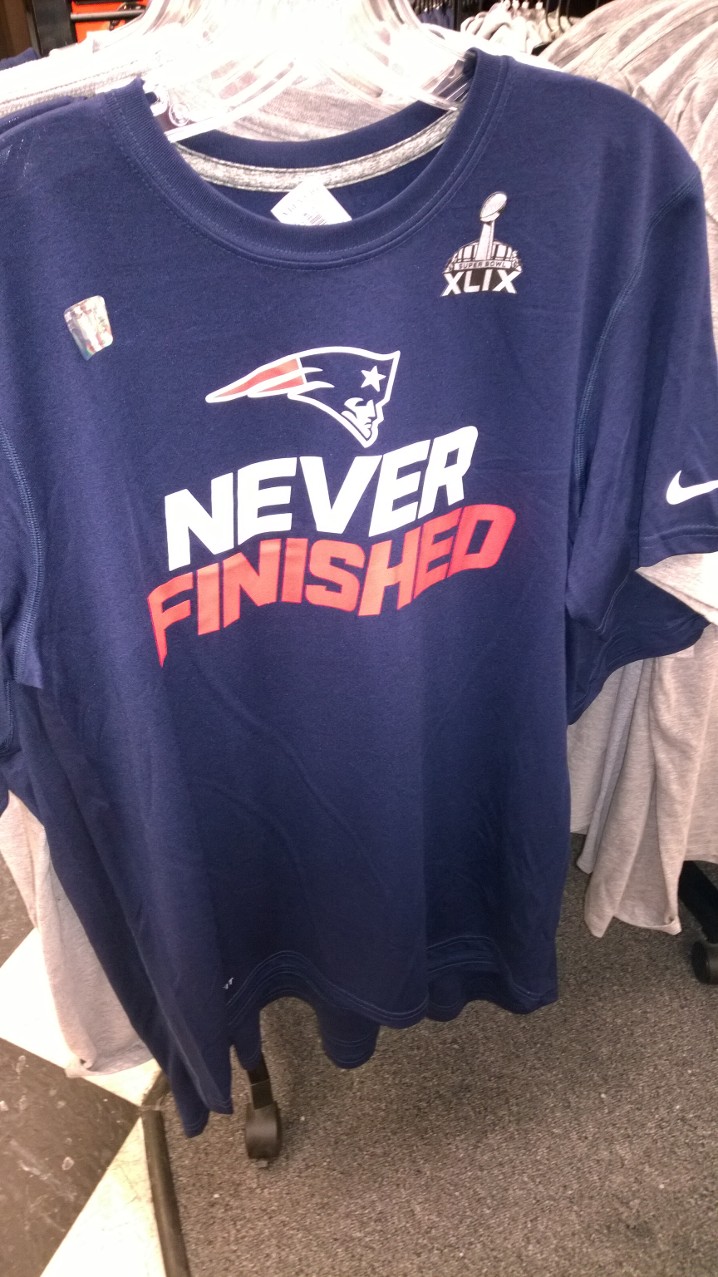 SUPER BOWL
XLIX
NEVER
FINISHED